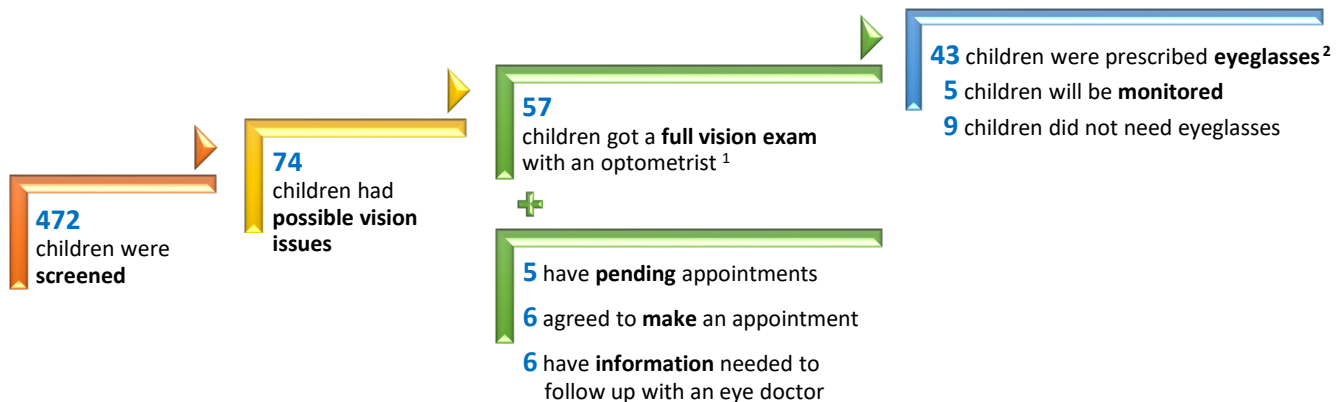 472
children were
screened
74
children had
possible vision
issues
57
children got a full vision exam
with an optometrist 1
5 have pending appointments
6 agreed to make an appointment
6 have information needed to
follow up with an eye doctor
43 children were prescribed eyeglasses2
5 children will be monitored
9 children did not need eyeglasses